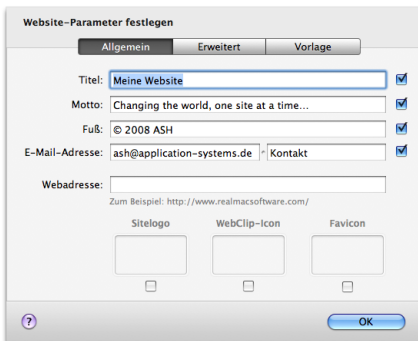 Website-Parameter festlegen
Allgemein Erweitert Vorlage
Titel: Meine Website
Motto: Changing the world, one site at a time...
Fuß: © 2008 ASH
E-Mail-Adresse: ash@application-systems.de - Kontakt
Webadresse:
Zum Beispiel: http://www.realmacsoftware.com/
Sitelogo WebClip-Icon Favicon
? OK